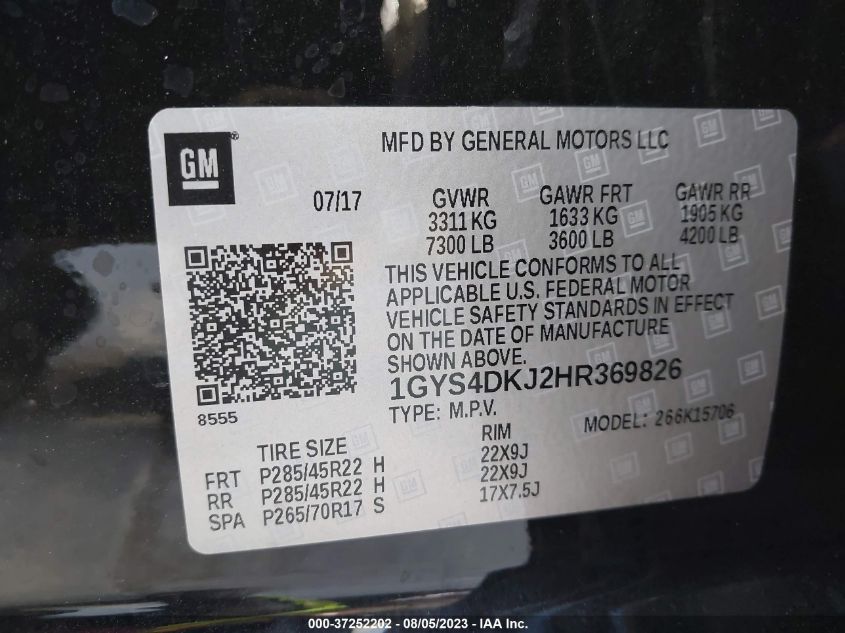 GM®
MFD BY GENERAL MOTORS LLC
07/17
GVWR GAWR FRT GAWR RR
3311 KG 1633 KG 1905 KG
7300 LB 3600 LB 4200 LB
THIS VEHICLE CONFORMS TO ALL
APPLICABLE U.S. FEDERAL MOTOR
VEHICLE SAFETY STANDARDS IN EFFECT
ON THE DATE OF MANUFACTURE
SHOWN ABOVE.
1GYS4DKJ2HR369826
8555
TYPE: M.P.V. MODEL: 266K15706
TIRE SIZE RIM
FRT P285/45R22 H 22X9J
RR P285/45R22 H 22X9J
SPA P265/70R17 S 17X7.5J
000-37252202 - 08/05/2023 - IAA Inc.